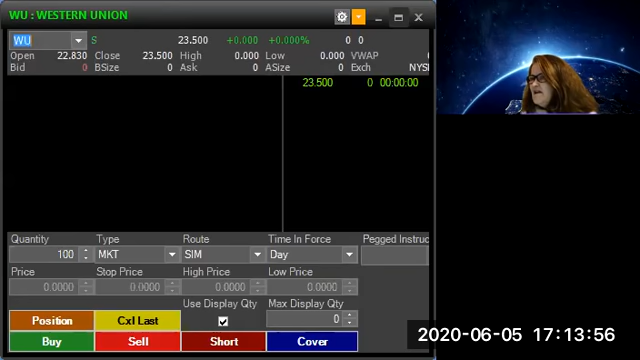 WU : WESTERN UNION
WU S 23.500 +0.000 +0.000% 0 0
Open 22.830 Close 23.500 High 0.000 Low 0.000 VWAP
Bid 0 BSize 0 Ask 0 ASize 0 Exch NYS
23.500 0 00:00:00
Quantity Type Route Time In Force Pegged Instruc
100 MKT SIM Day
Price Stop Price High Price Low Price
0.0000 0.0000 0.0000 0.0000
Use Display Qty Max Display Qty
Position Cxl Last 0
Buy Sell Short Cover
2020-06-05 17:13:56